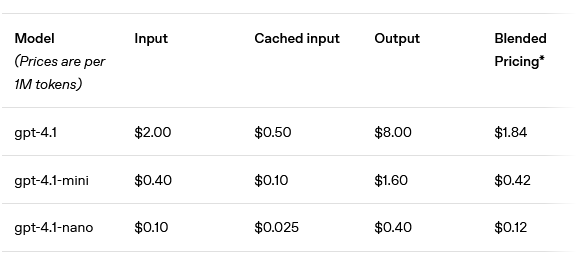 Model Input Cached input Output Blended
(Prices are per Pricing*
1M tokens)
gpt-4.1 $2.00 $0.50 $8.00 $1.84
gpt-4.1-mini $0.40 $0.10 $1.60 $0.42
gpt-4.1-nano $0.10 $0.025 $0.40 $0.12